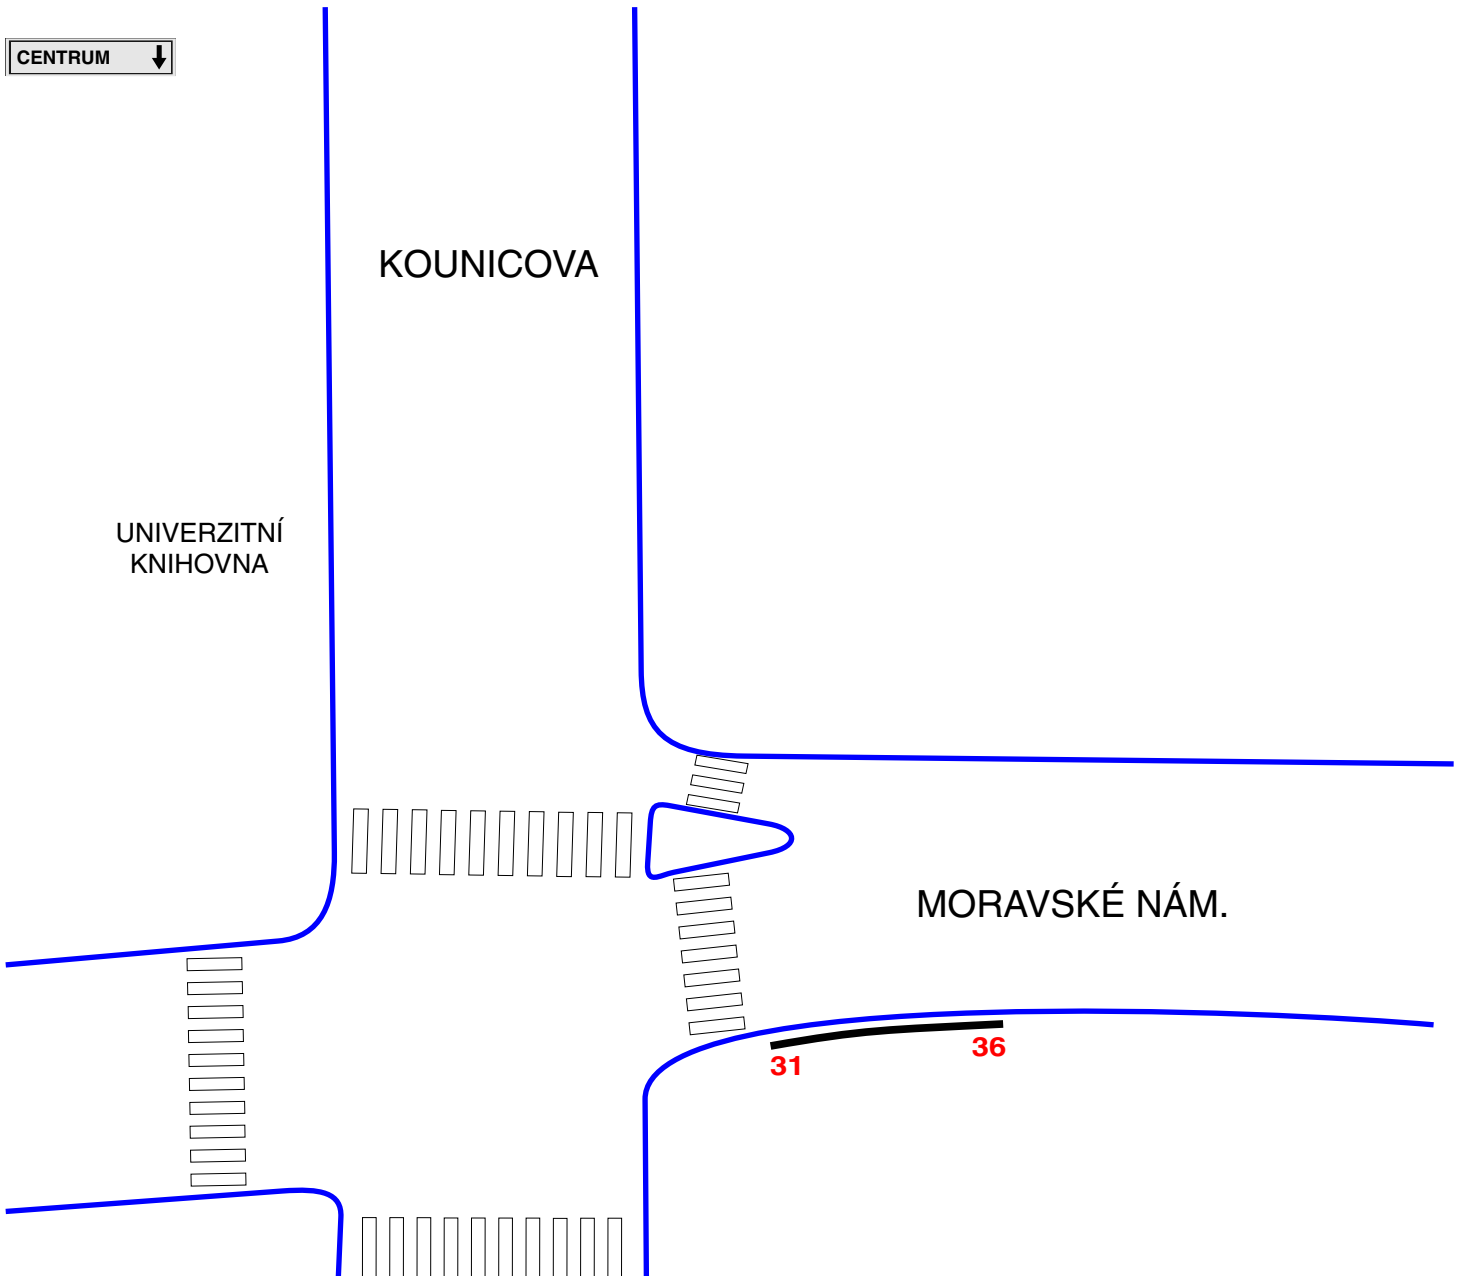 CENTRUM
KOUNICOVA
UNIVERZITNÍ
KNIHOVNA
MORAVSKÉ NÁM.
31
36